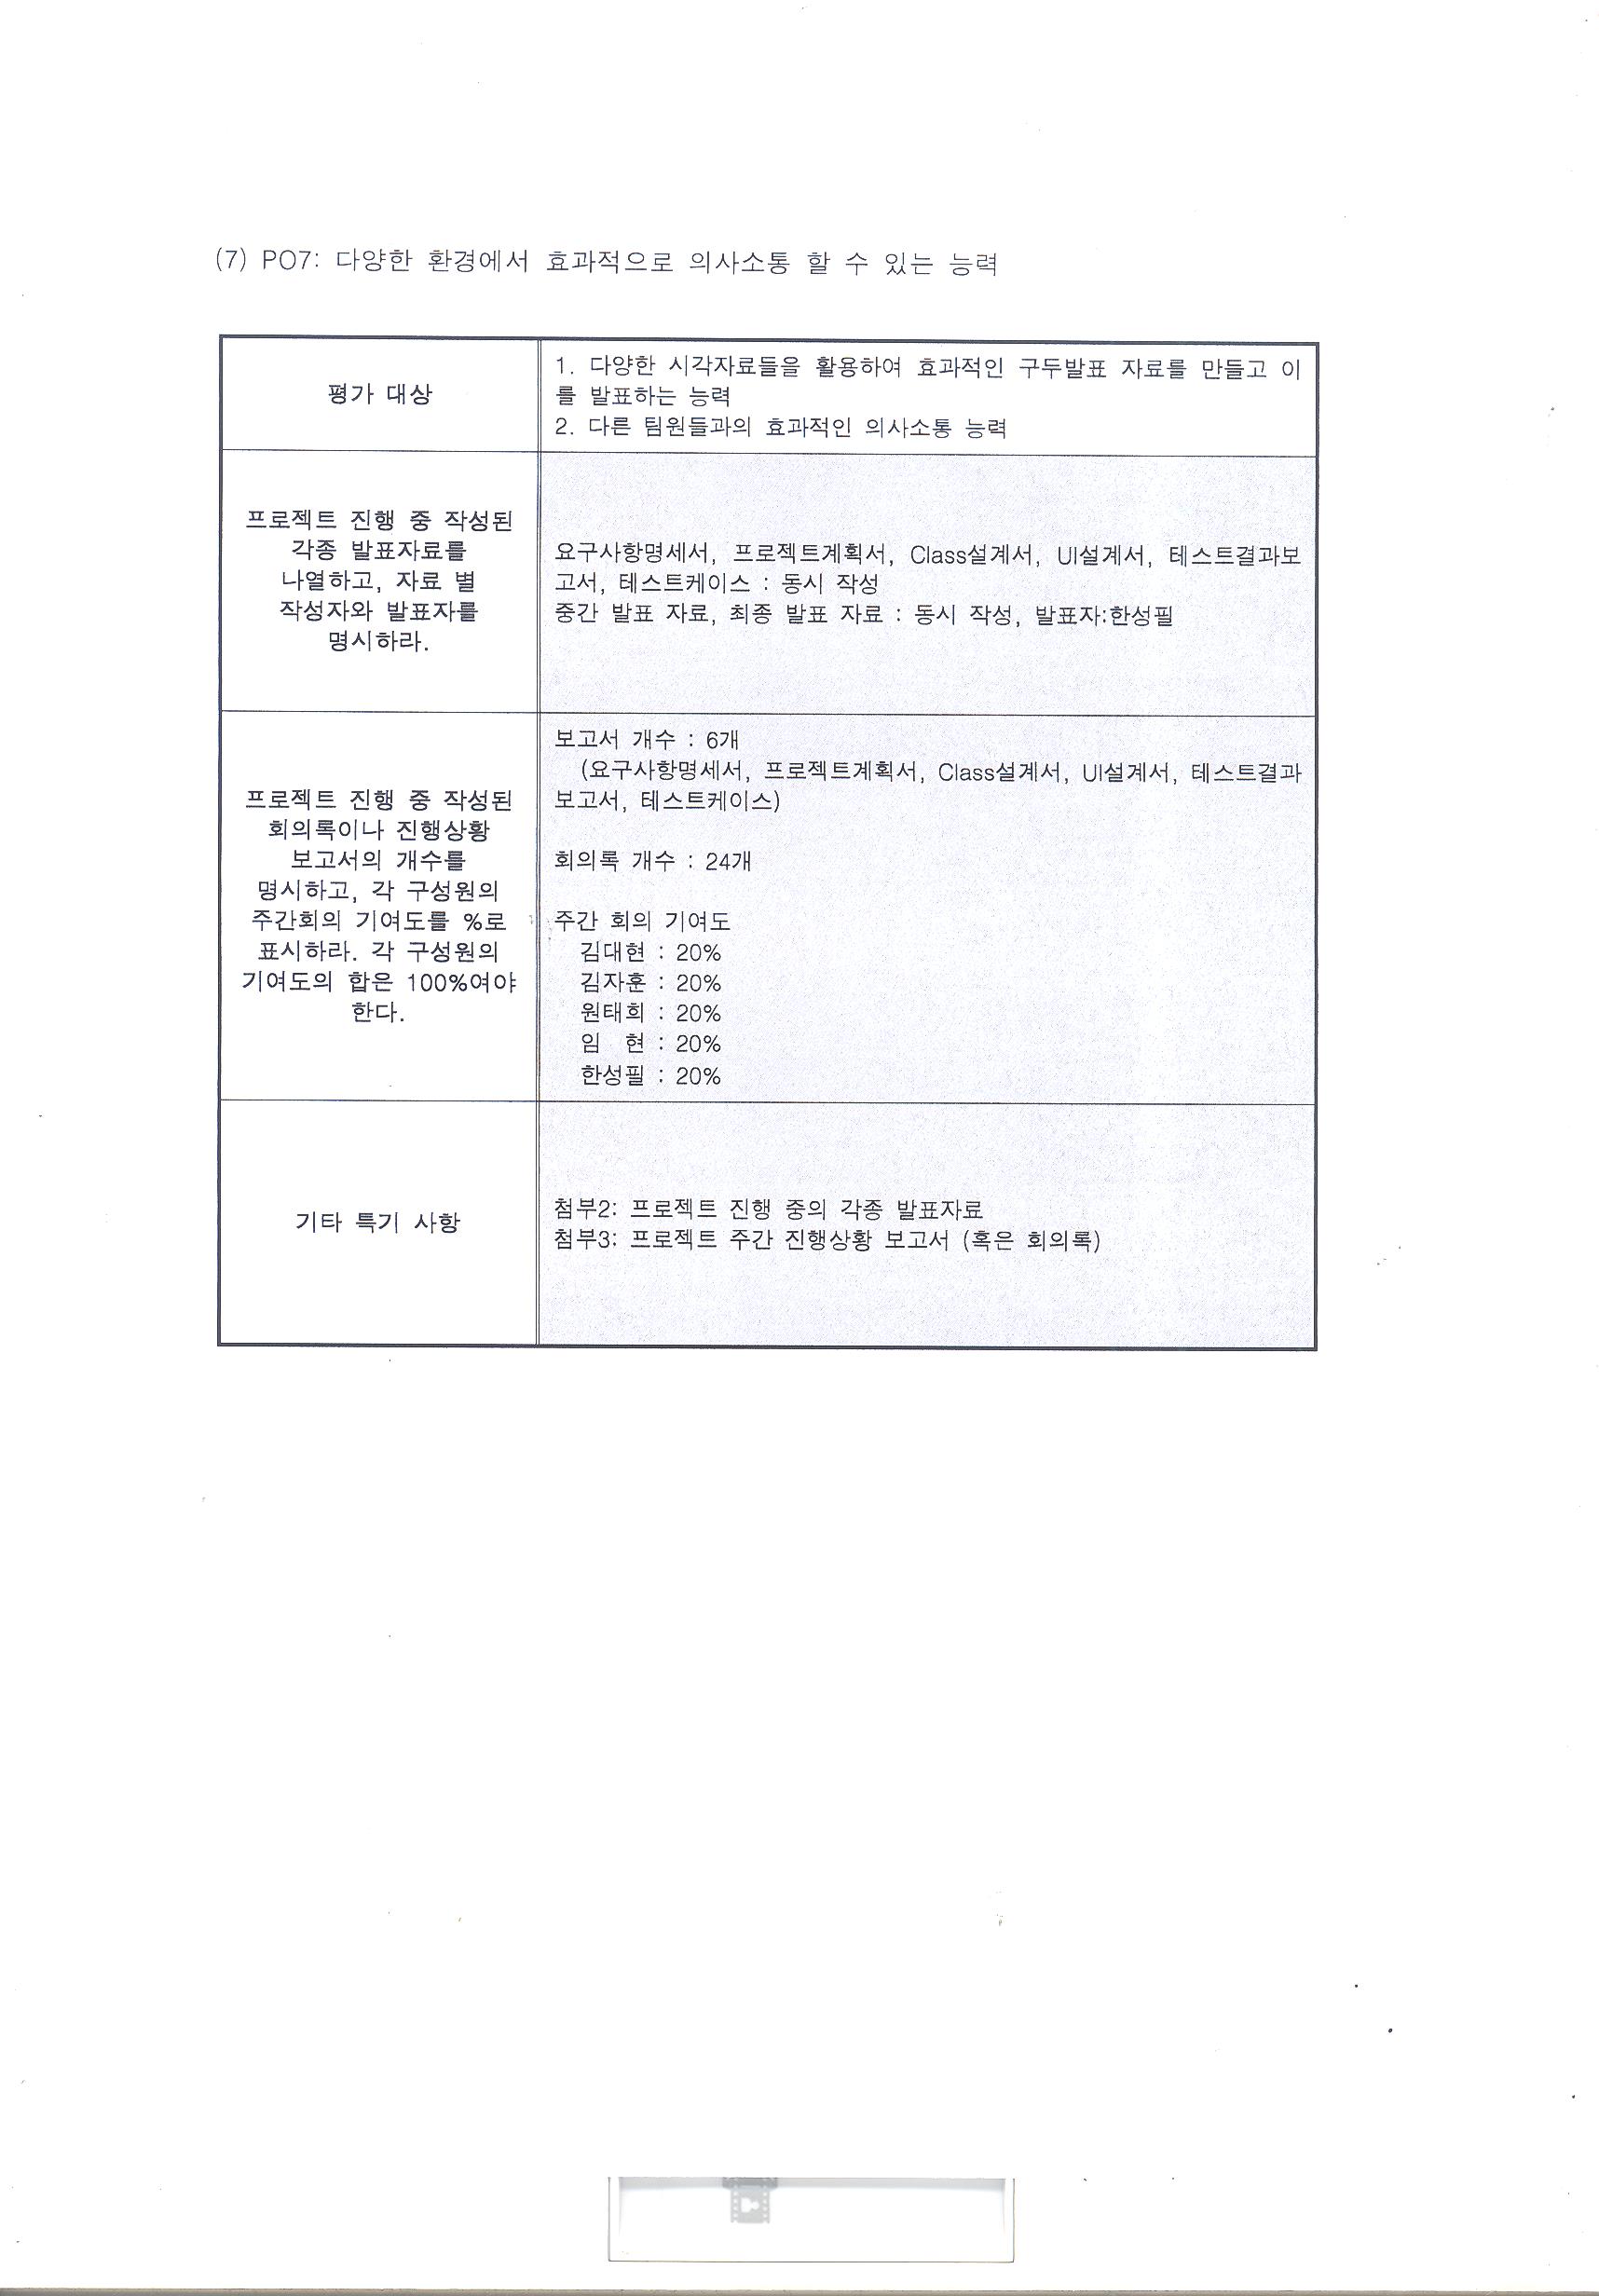 (7) PO7: 다양한 환경에서 효과적으로 의사소통 할 수 있는 능력
평가 대상
1. 다양한 시각자료들을 활용하여 효과적인 구두발표 자료를 만들고 이
를 발표하는 능력
2. 다른 팀원들과의 효과적인 의사소통 능력
프로젝트 진행 중 작성된
각종 발표자료를
나열하고, 자료 별
작성자와 발표자를
명시하라.
요구사항명세서, 프로젝트계획서, Class설계서, UI설계서, 테스트결과보
고서, 테스트케이스 : 동시 작성
중간 발표 자료, 최종 발표 자료 : 동시 작성, 발표자:한성필
프로젝트 진행 중 작성된
회의록이나 진행상황
보고서의 개수를
명시하고, 각 구성원의
주간회의 기여도를 %로
표시하라. 각 구성원의
기여도의 합은 100%여야
한다.
보고서 개수 : 6개
(요구사항명세서, 프로젝트계획서, Class설계서, UI설계서, 테스트결과
보고서, 테스트케이스)
회의록 개수 : 24개
주간 회의 기여도
김대현 : 20%
김자훈 : 20%
원태희 : 20%
임 현 : 20%
한성필 : 20%
기타 특기 사항
첨부2: 프로젝트 진행 중의 각종 발표자료
첨부3: 프로젝트 주간 진행상황 보고서 (혹은 회의록)